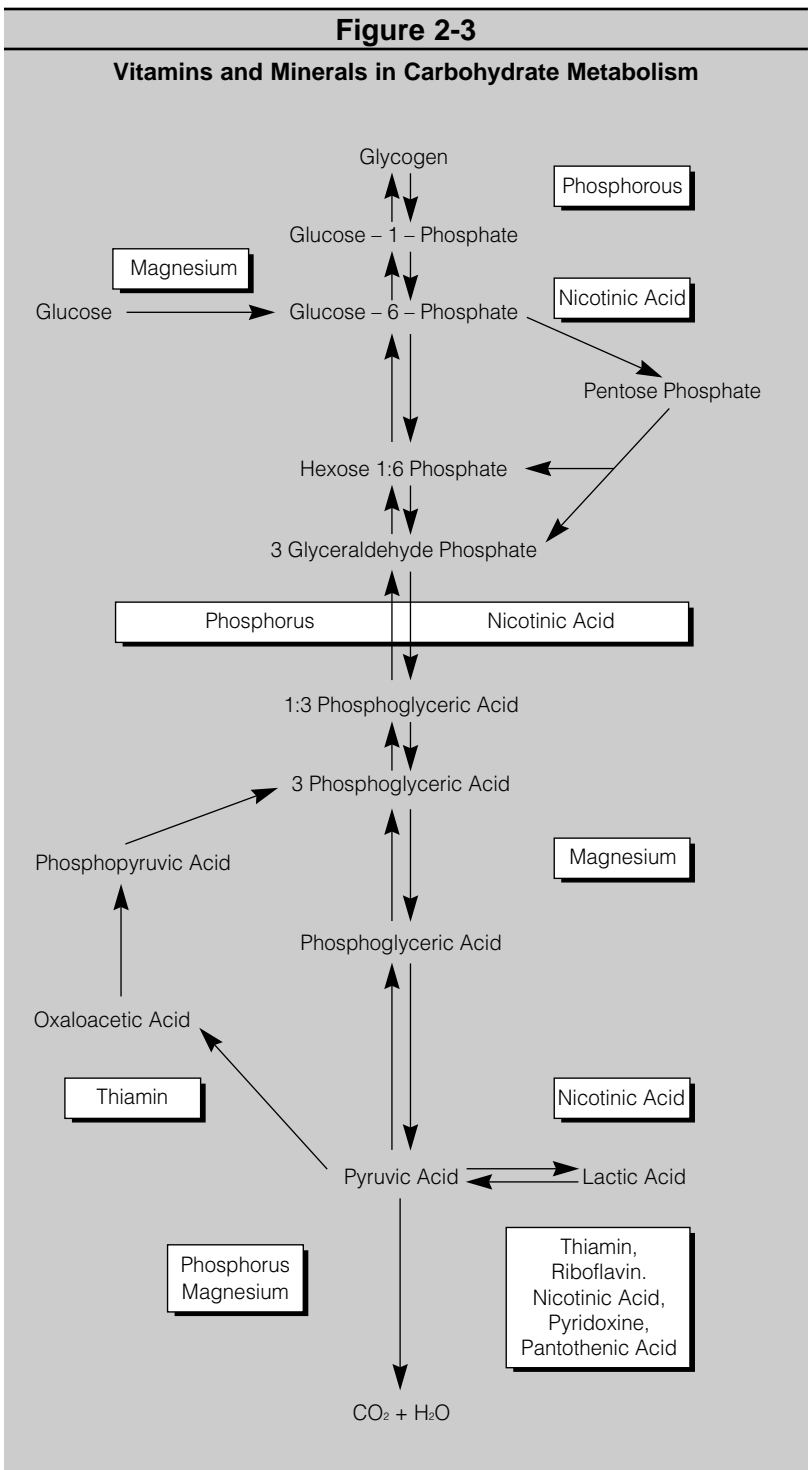 Figure 2-3
Vitamins and Minerals in Carbohydrate Metabolism
Glycogen
Phosphorous
Glucose – 1 – Phosphate
Magnesium
Nicotinic Acid
Glucose
Glucose – 6 – Phosphate
Pentose Phosphate
Hexose 1:6 Phosphate
3 Glyceraldehyde Phosphate
Phosphorus
Nicotinic Acid
1:3 Phosphoglyceric Acid
3 Phosphoglyceric Acid
Phosphopyruvic Acid
Magnesium
Phosphoglyceric Acid
Oxaloacetic Acid
Thiamin
Nicotinic Acid
Pyruvic Acid
Lactic Acid
Phosphorus
Magnesium
Thiamin,
Riboflavin.
Nicotinic Acid,
Pyridoxine,
Pantothenic Acid
CO₂ + H₂O